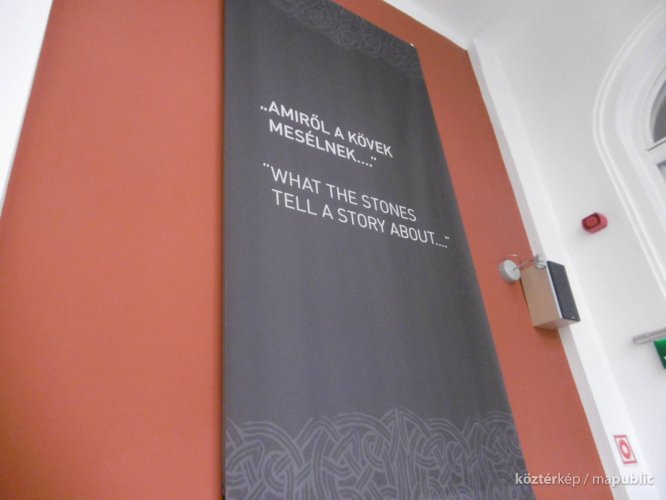 „AMIRŐL A KÖVEK
MESÉLNEK....”
“WHAT THE STONES
TELL A STORY ABOUT....”
köztérkép / mapublic